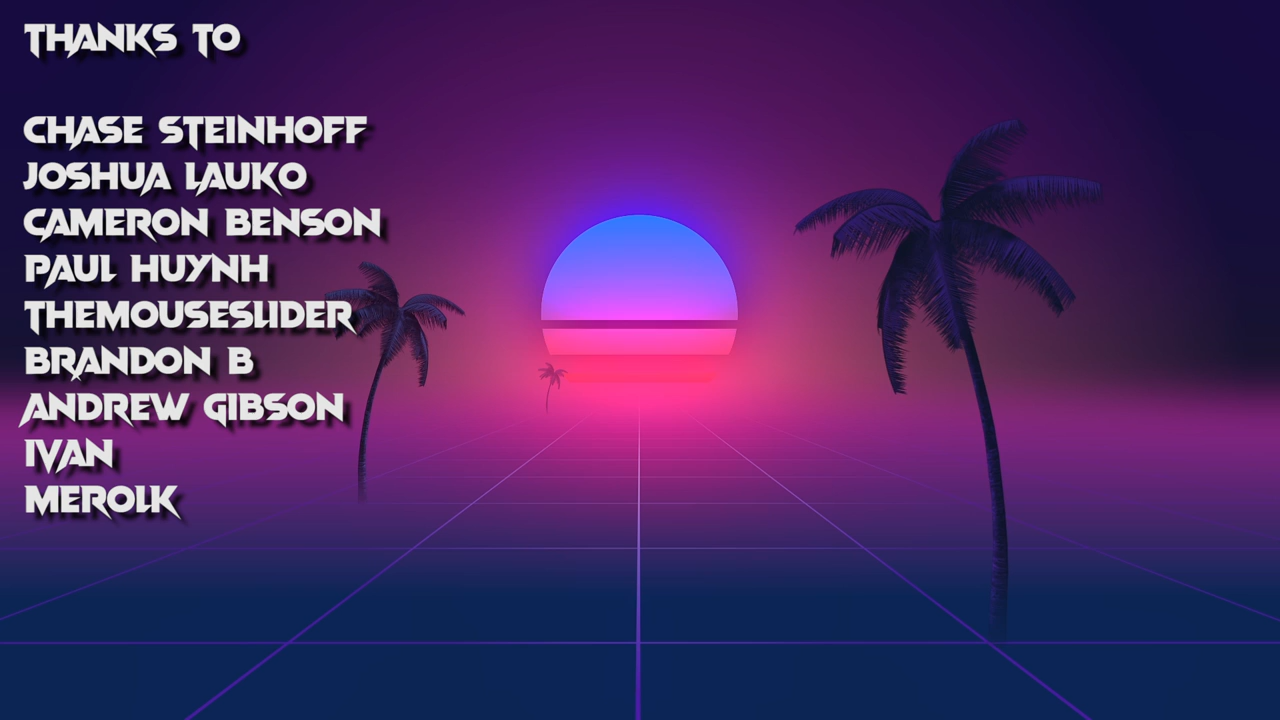 THANKS TO
CHASE STEINHOFF
JOSHUA LAUKO
CAMERON BENSON
PAUL HUYNH
THEMOUSESLIDER
BRANDON B
ANDREW GIBSON
IVAN
MEROLK